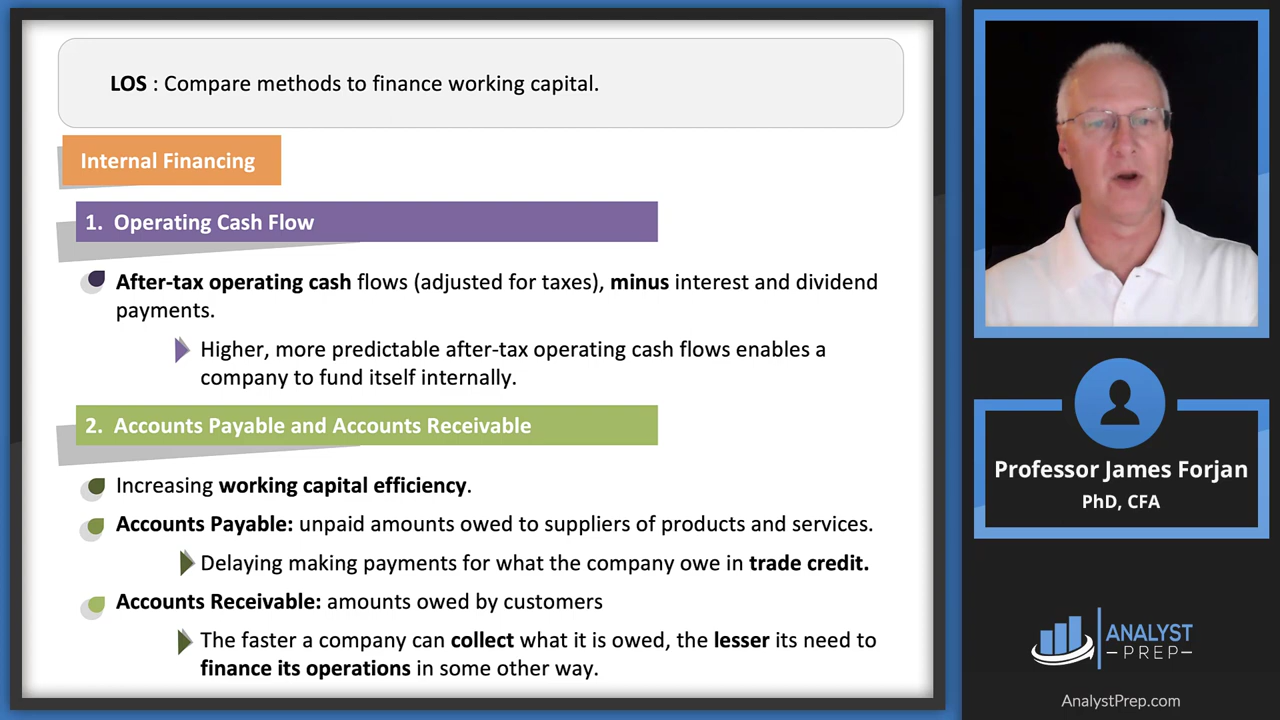 LOS : Compare methods to finance working capital.
Internal Financing
1. Operating Cash Flow
After-tax operating cash flows (adjusted for taxes), minus interest and dividend
payments.
Higher, more predictable after-tax operating cash flows enables a
company to fund itself internally.
2. Accounts Payable and Accounts Receivable
Increasing working capital efficiency.
Accounts Payable: unpaid amounts owed to suppliers of products and services.
Delaying making payments for what the company owe in trade credit.
Accounts Receivable: amounts owed by customers
The faster a company can collect what it is owed, the lesser its need to
finance its operations in some other way.
Professor James Forjan
PhD, CFA
ANALYST
PREP
AnalystPrep.com